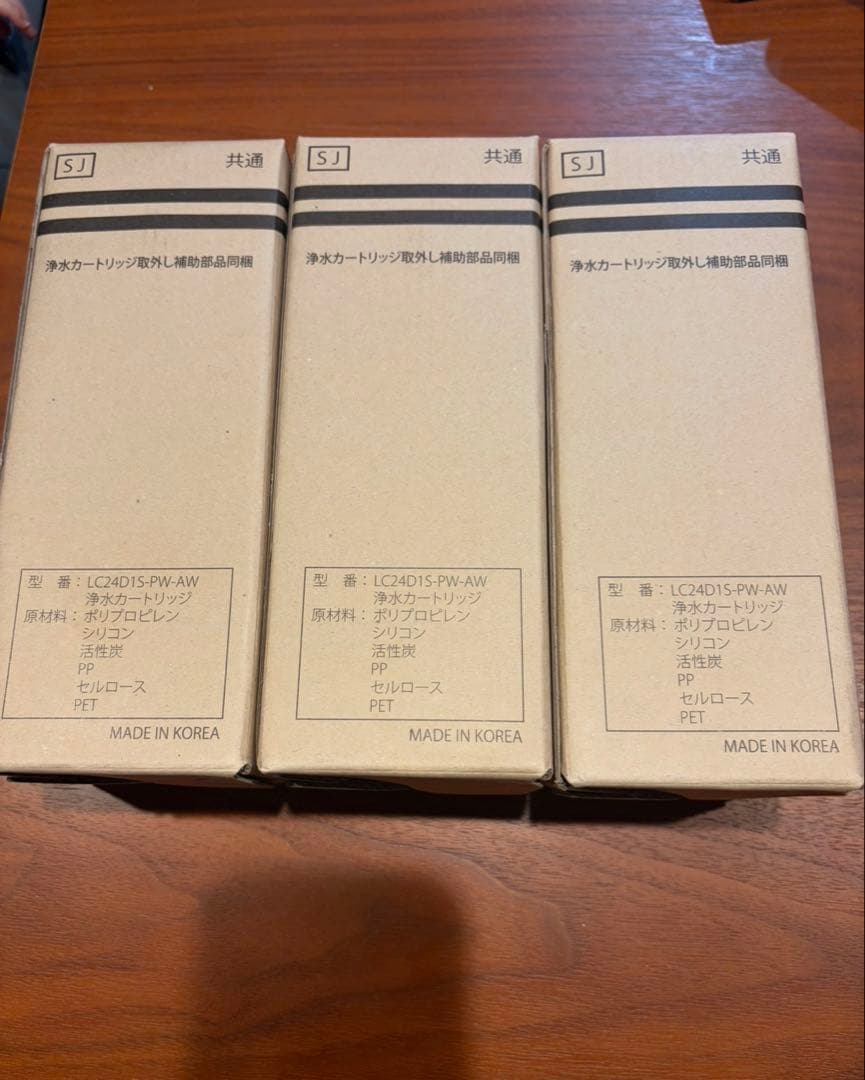 SJ
共通
浄水カートリッジ取外し補助部品同梱
型 番：LC24D1S-PW-AW
浄水カートリッジ
原材料：ポリプロピレン
シリコン
活性炭
PP
セルロース
PET
MADE IN KOREA
SJ
共通
浄水カートリッジ取外し補助部品同梱
型 番：LC24D1S-PW-AW
浄水カートリッジ
原材料：ポリプロピレン
シリコン
活性炭
PP
セルロース
PET
MADE IN KOREA
SJ
共通
浄水カートリッジ取外し補助部品同梱
型 番：LC24D1S-PW-AW
浄水カートリッジ
原材料：ポリプロピレン
シリコン
活性炭
PP
セルロース
PET
MADE IN KOREA